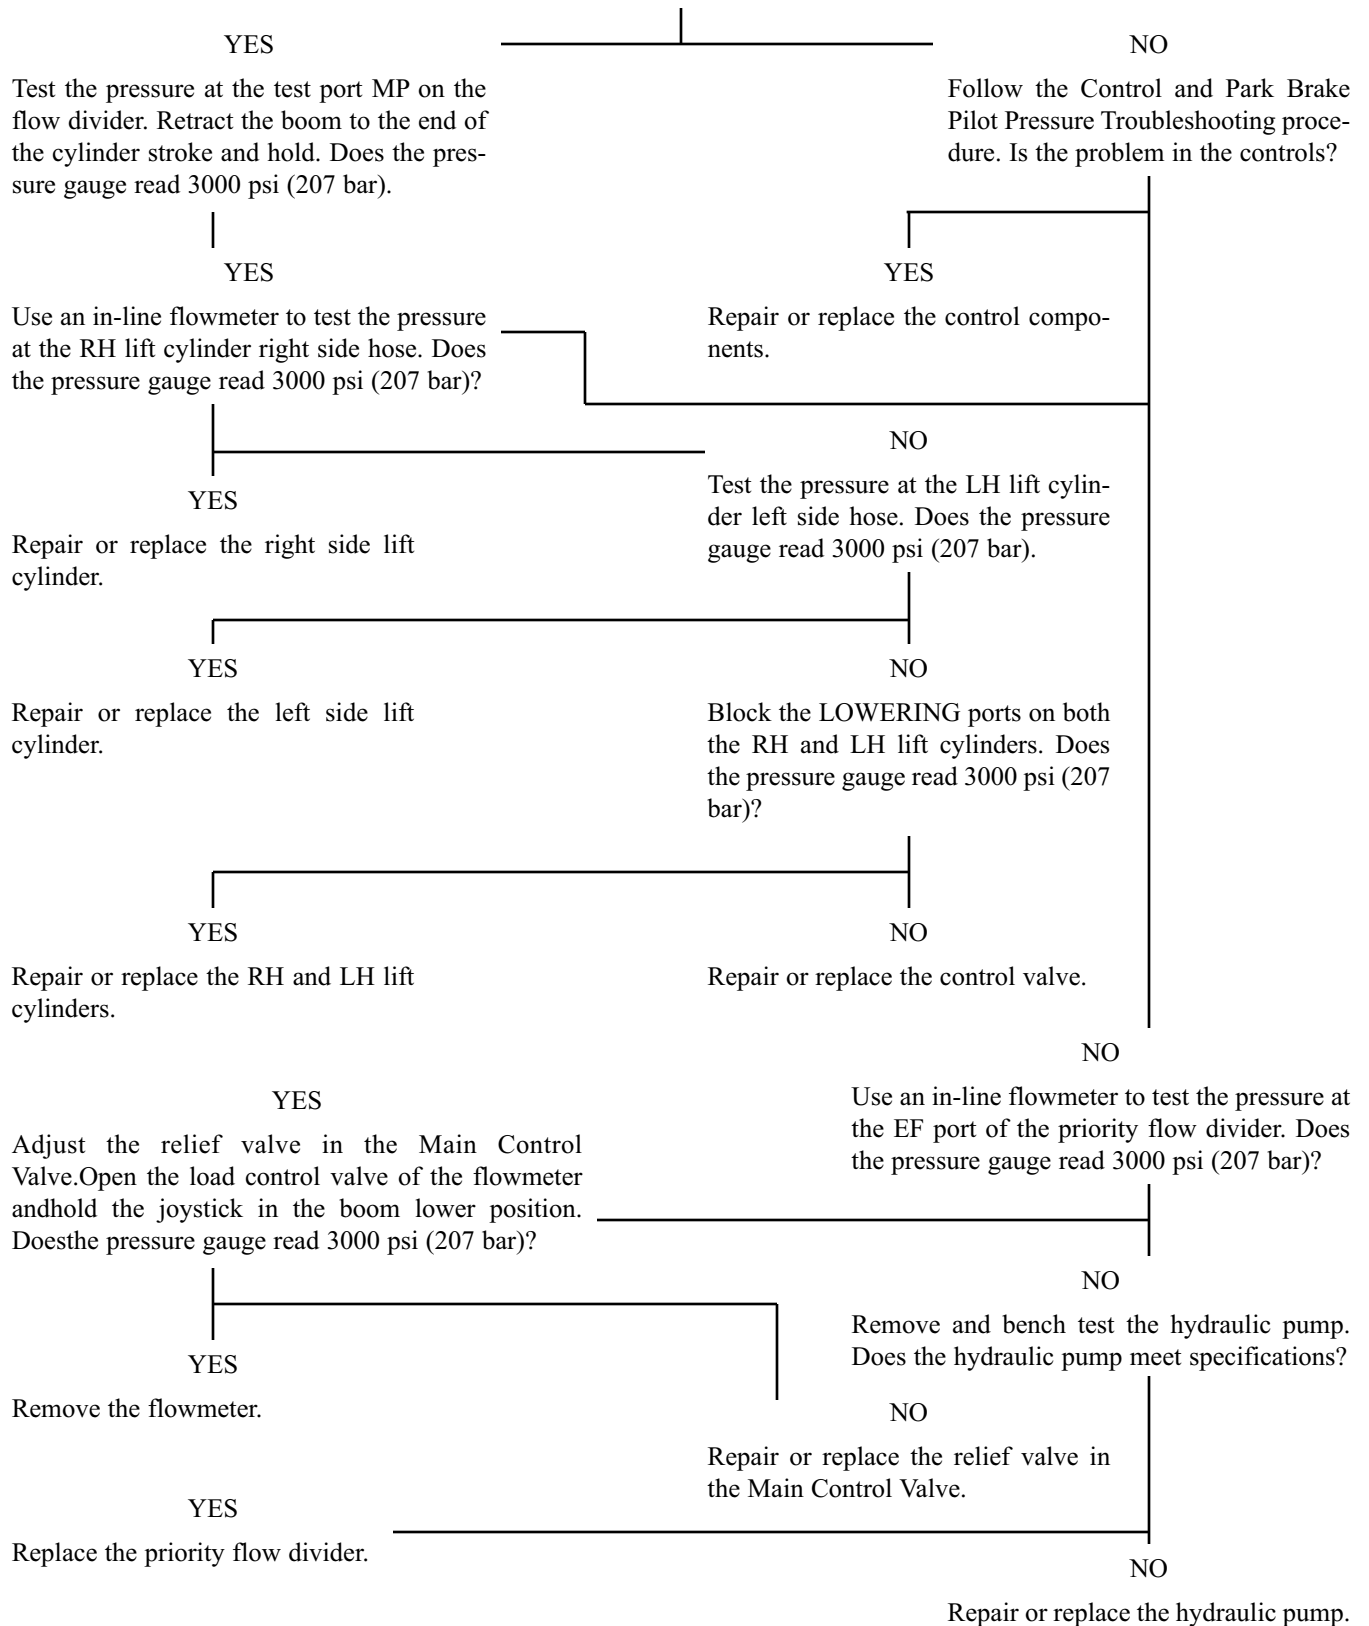 YES
Test the pressure at the test port MP on the
flow divider. Retract the boom to the end of
the cylinder stroke and hold. Does the pres-
sure gauge read 3000 psi (207 bar).
NO
Follow the Control and Park Brake
Pilot Pressure Troubleshooting proce-
dure. Is the problem in the controls?
YES
Use an in-line flowmeter to test the pressure
at the RH lift cylinder right side hose. Does
the pressure gauge read 3000 psi (207 bar)?
YES
Repair or replace the control compo-
nents.
YES
Repair or replace the right side lift
cylinder.
NO
Test the pressure at the LH lift cylin-
der left side hose. Does the pressure
gauge read 3000 psi (207 bar).
YES
Repair or replace the left side lift
cylinder.
NO
Block the LOWERING ports on both
the RH and LH lift cylinders. Does
the pressure gauge read 3000 psi (207
bar)?
YES
Repair or replace the RH and LH lift
cylinders.
NO
Repair or replace the control valve.
NO
Use an in-line flowmeter to test the pressure at
the EF port of the priority flow divider. Does
the pressure gauge read 3000 psi (207 bar)?
YES
Adjust the relief valve in the Main Control
Valve.Open the load control valve of the flowmeter
andhold the joystick in the boom lower position.
Doesthe pressure gauge read 3000 psi (207 bar)?
NO
Remove and bench test the hydraulic pump.
Does the hydraulic pump meet specifications?
YES
Remove the flowmeter.
NO
Repair or replace the relief valve in
the Main Control Valve.
YES
Replace the priority flow divider.
NO
Repair or replace the hydraulic pump.